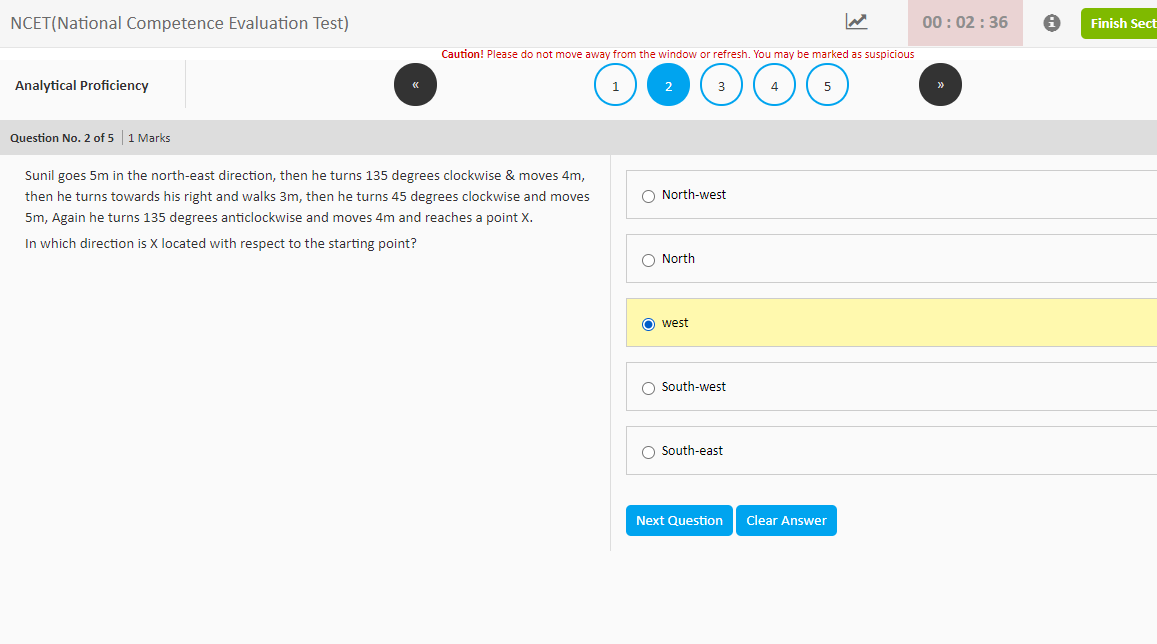 NCET(National Competence Evaluation Test)
00 : 02 : 36
Finish Sect
Caution! Please do not move away from the window or refresh. You may be marked as suspicious
Analytical Proficiency
«
1
2
3
4
5
»
Question No. 2 of 5 | 1 Marks
Sunil goes 5m in the north-east direction, then he turns 135 degrees clockwise & moves 4m,
then he turns towards his right and walks 3m, then he turns 45 degrees clockwise and moves
5m, Again he turns 135 degrees anticlockwise and moves 4m and reaches a point X.
In which direction is X located with respect to the starting point?
North-west
North
west
South-west
South-east
Next Question
Clear Answer